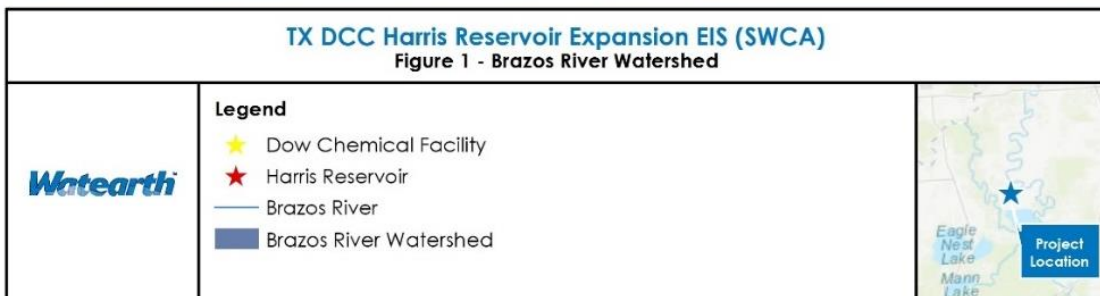 TX DCC Harris Reservoir Expansion EIS (SWCA)
Figure 1 - Brazos River Watershed
Watearth
Legend
Dow Chemical Facility
Harris Reservoir
Brazos River
Brazos River Watershed
Eagle
Nest
Lake
Mann
Lake
Project
Location